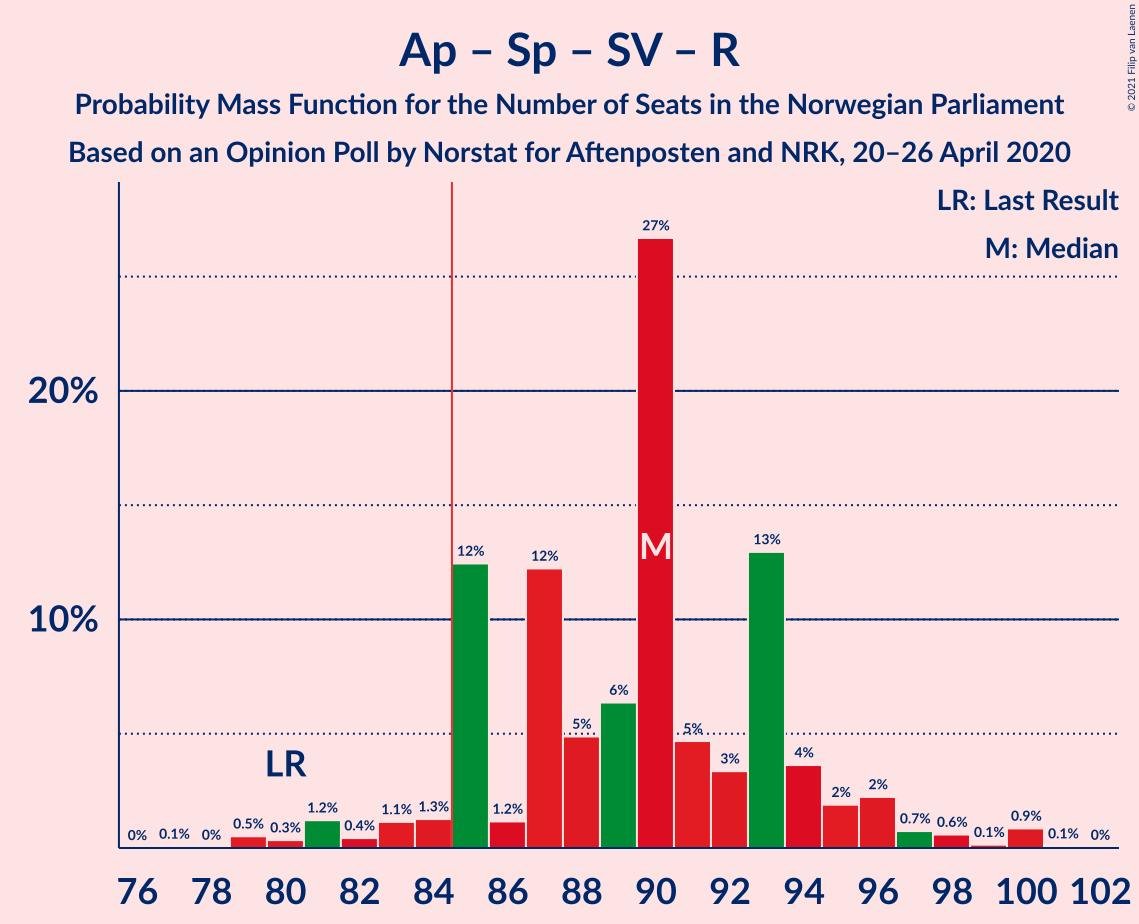 © 2021 Filip van Laenen
Ap – Sp – SV – R
Probability Mass Function for the Number of Seats in the Norwegian Parliament
Based on an Opinion Poll by Norstat for Aftenposten and NRK, 20–26 April 2020
LR: Last Result
M: Median
20%
10%
LR
M
0% 0.1% 0% 0.5% 0.3% 1.2% 0.4% 1.1% 1.3% 12% 1.2% 12% 5% 6% 27% 5% 3% 13% 4% 2% 2% 0.7% 0.6% 0.1% 0.9% 0.1% 0%
76 78 80 82 84 86 88 90 92 94 96 98 100 102